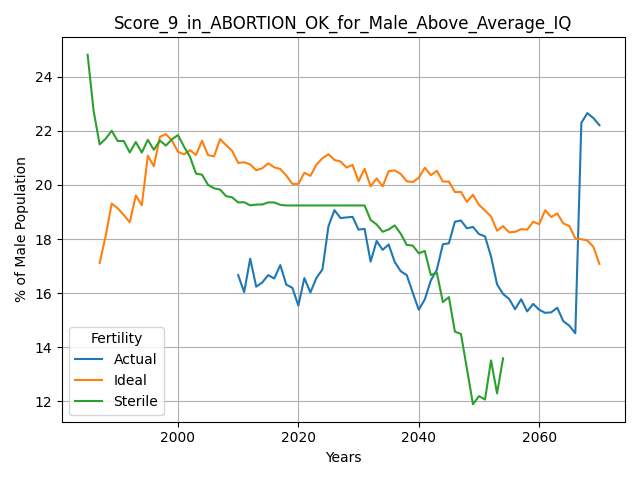 Score_9_in_ABORTION_OK_for_Male_Above_Average_IQ
% of Male Population
24
22
20
18
16
14
12
Fertility
Actual
Ideal
Sterile
2000
2020
2040
2060
Years